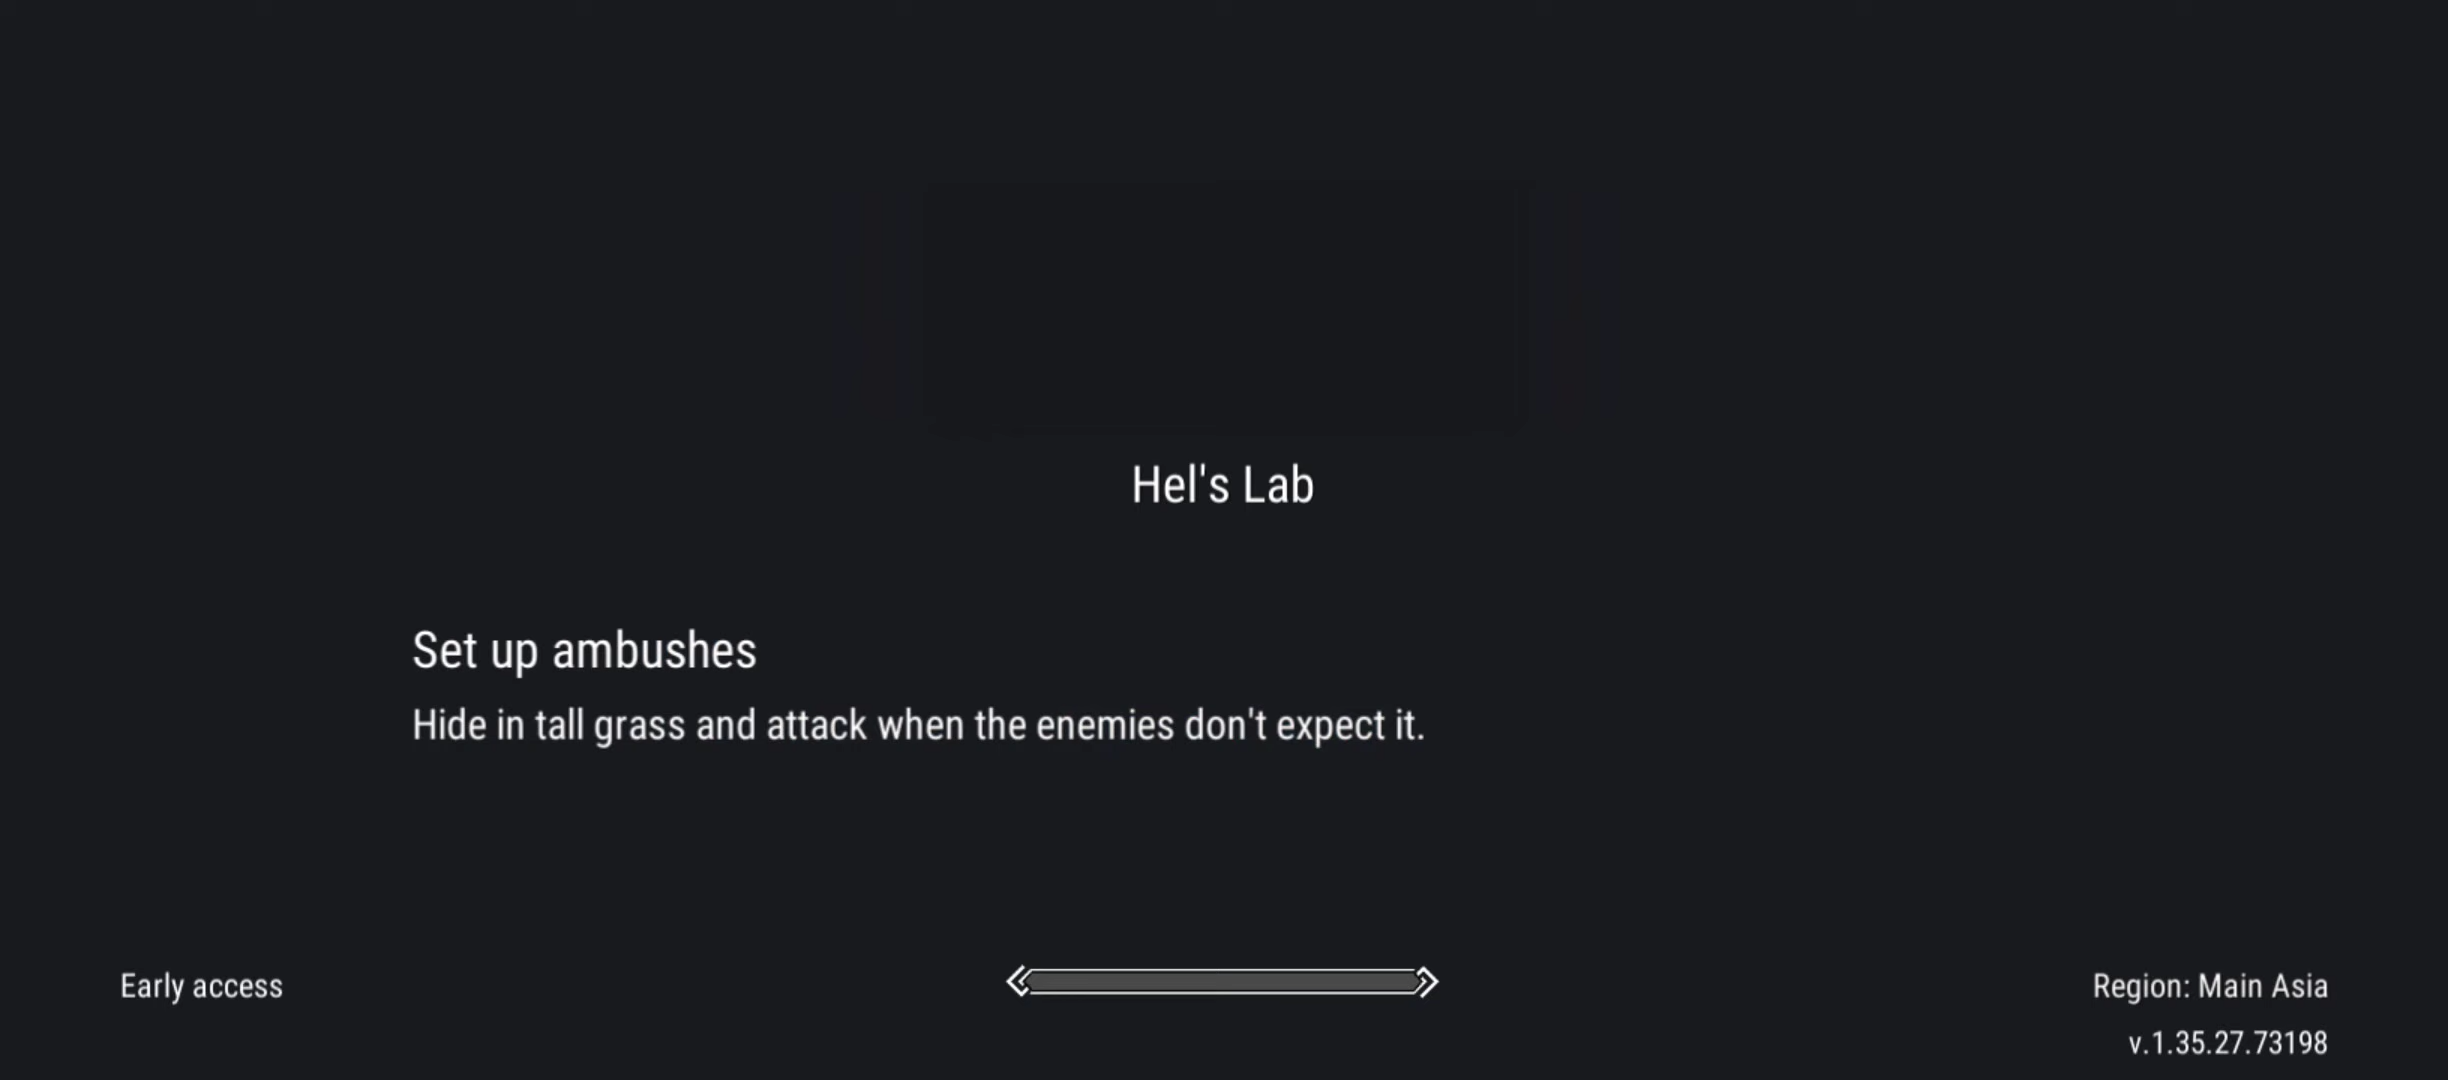 Hel's Lab
Set up ambushes
Hide in tall grass and attack when the enemies don't expect it.
Early access
Region: Main Asia
v.1.35.27.73198